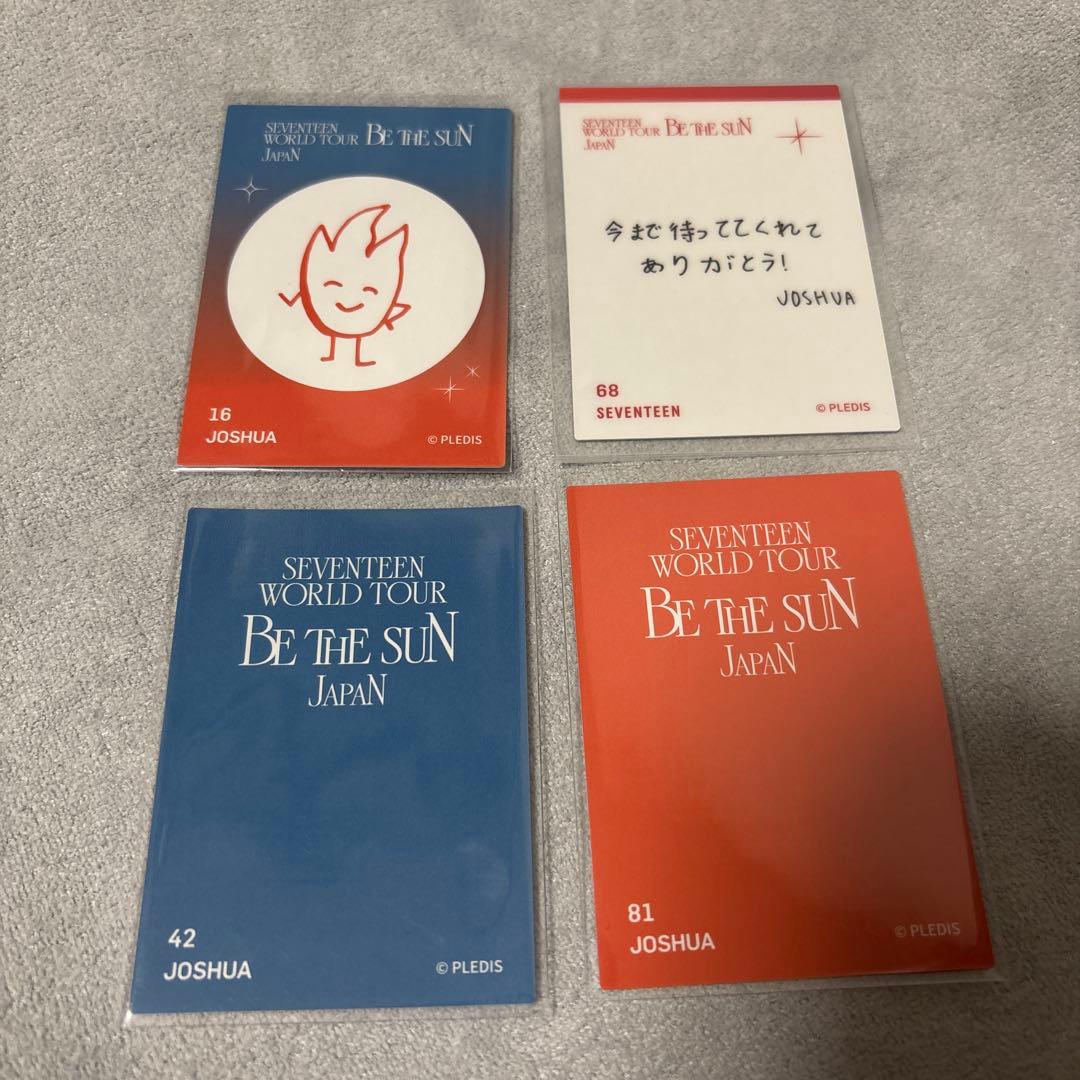 SEVENTEEN
WORLD TOUR BE THE SUN
JAPAN
16
JOSHUA
© PLEDIS
SEVENTEEN
WORLD TOUR BE THE SUN
JAPAN
今まで待っててくれて
ありがとう!
JOSHUA
68
SEVENTEEN
© PLEDIS
SEVENTEEN
WORLD TOUR
BE THE SUN
JAPAN
42
JOSHUA
© PLEDIS
SEVENTEEN
WORLD TOUR
BE THE SUN
JAPAN
81
JOSHUA
© PLEDIS